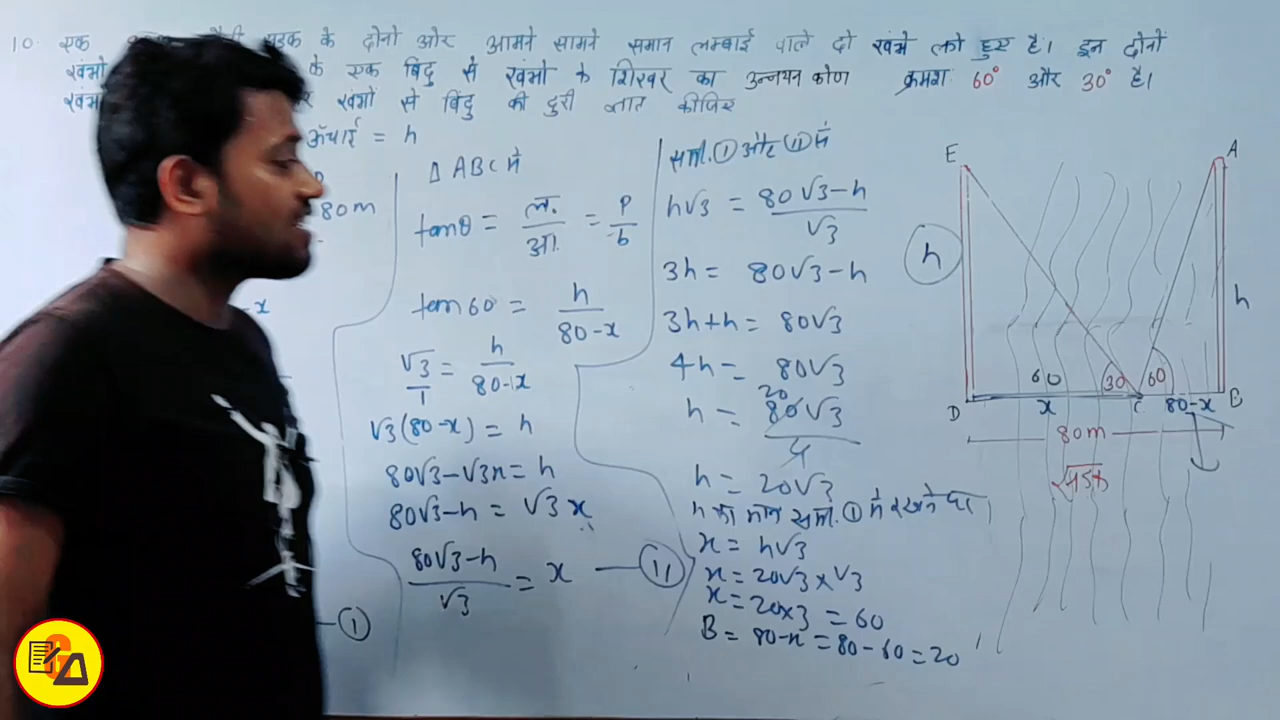 10. एक सड़क के दोनो ओर आमने सामने समान लम्बाई वाले दो खंभे लगे हुए है। इन दोनो
खंभो के एक बिंदु से खंभो के शिखर का उन्नयन कोण क्रमश 60° और 30° है।
खंभों से बिंदु की दुरी ज्ञात कीजिए
ऊँचाई = h
80m
-x
①
Δ ABC में
tanθ = ल./आ. = P/b
tan60 = h/80-x
√3/1 = h/80-x
√3(80-x) = h
80√3-√3x = h
80√3-h = √3x
80√3-h/√3 = x — ⑪
समी. ① और ⑪ में
h√3 = 80√3-h/√3
3h = 80√3-h
3h+h = 80√3
4h = 80√3
20
h = 80√3/4
h = 20√3
h का मान समी. ① में रखने पर
x = h√3
x = 20√3×√3
x = 20×3 = 60
B = 80-x = 80-60 = 20
E A
h h
60 30 60
D x C 80-x B
80m